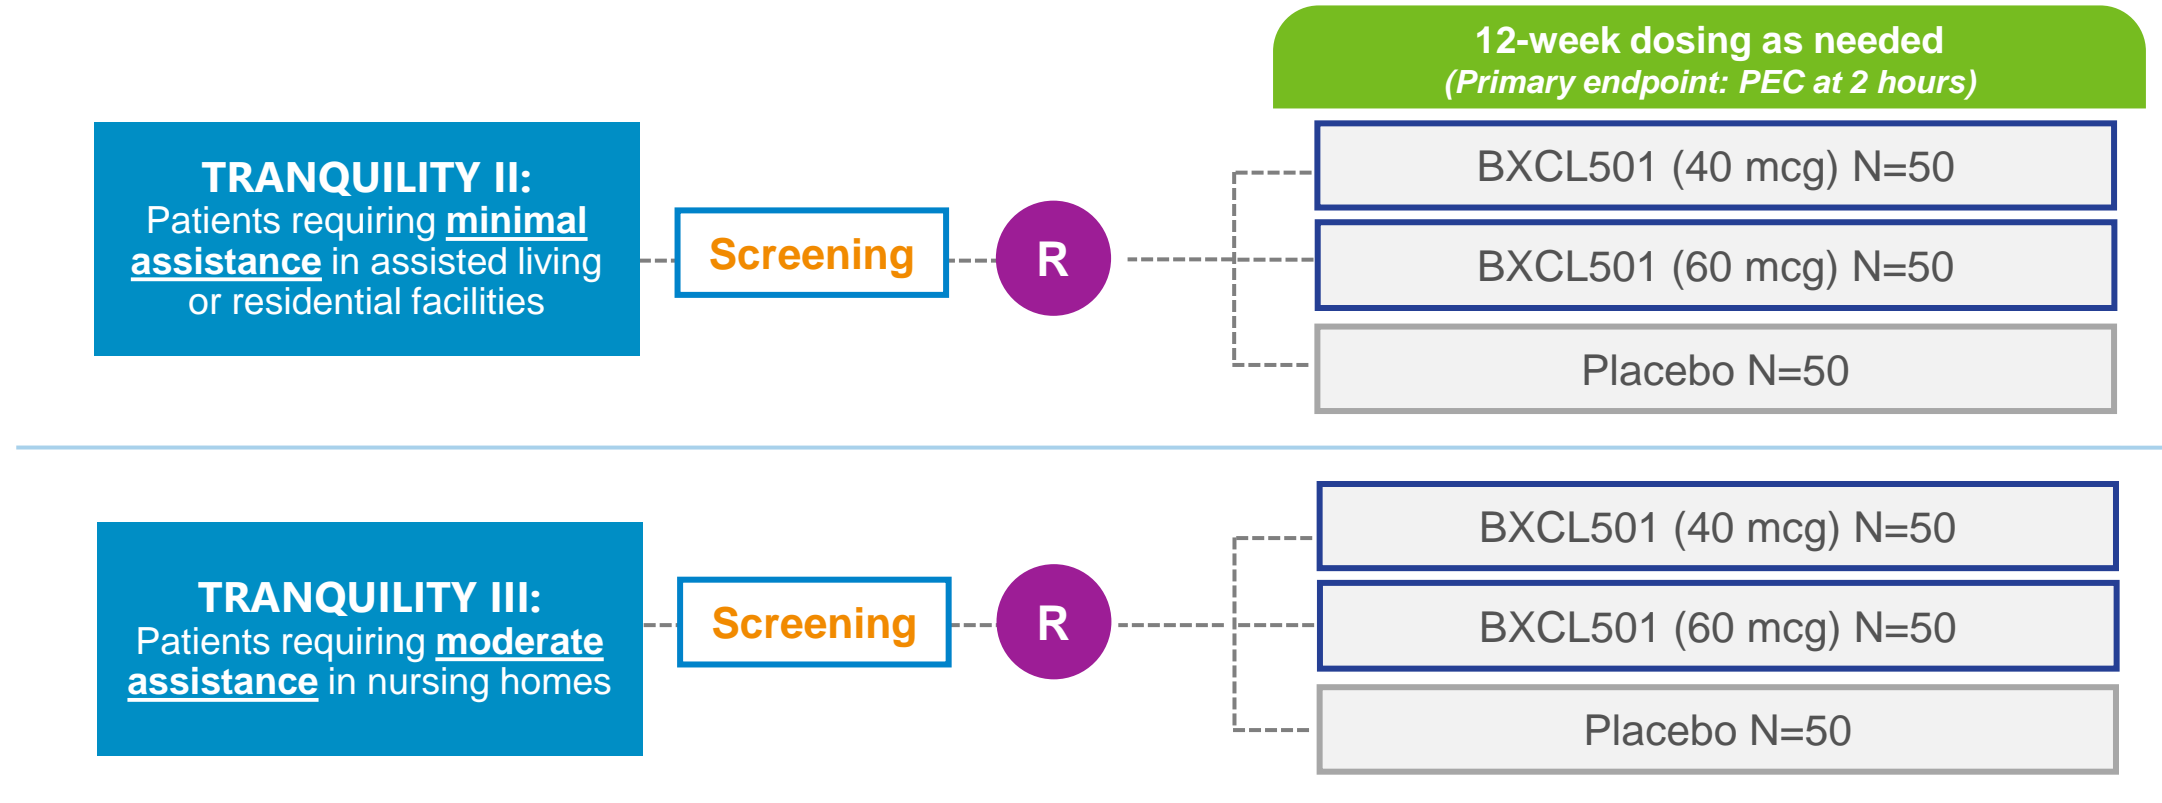 12-week dosing as needed
(Primary endpoint: PEC at 2 hours)
TRANQUILITY II:
Patients requiring minimal
assistance in assisted living
or residential facilities
Screening
R
BXCL501 (40 mcg) N=50
BXCL501 (60 mcg) N=50
Placebo N=50
TRANQUILITY III:
Patients requiring moderate
assistance in nursing homes
Screening
R
BXCL501 (40 mcg) N=50
BXCL501 (60 mcg) N=50
Placebo N=50